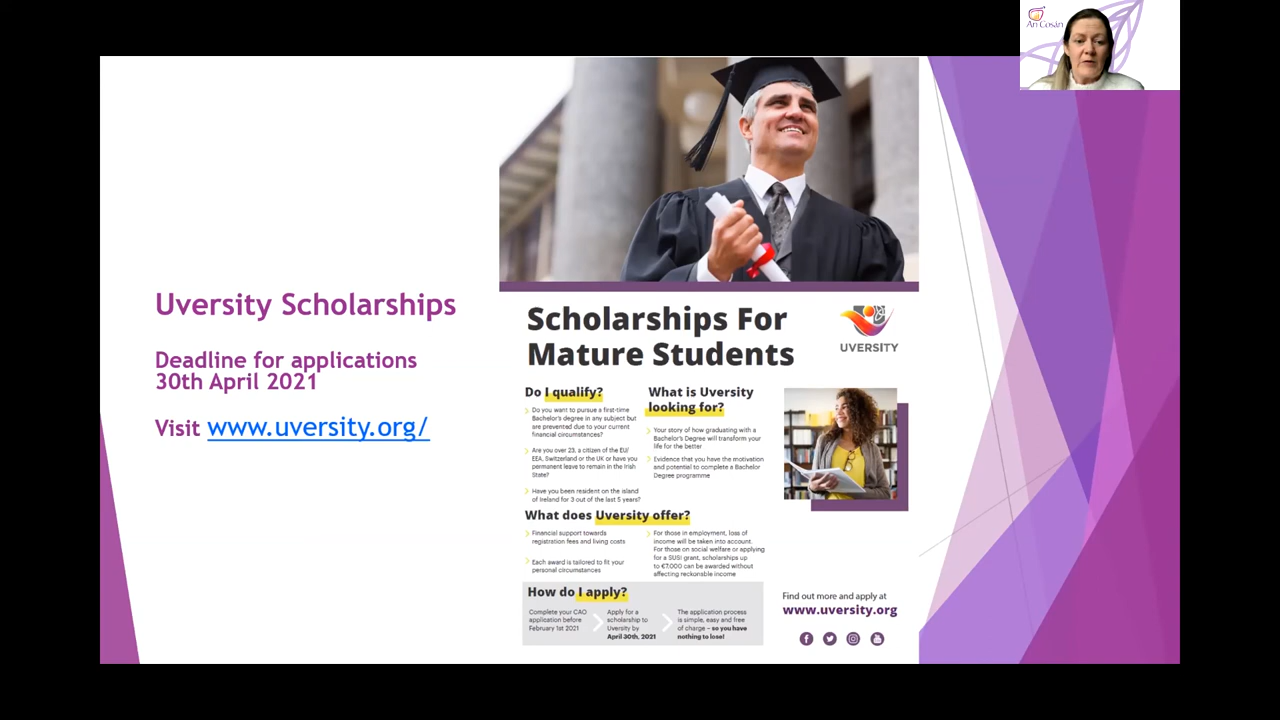 An Cosán
Uversity Scholarships
Deadline for applications
30th April 2021
Visit www.uversity.org/
Scholarships For
Mature Students
UVERSITY
Do I qualify?
Do you want to pursue a first-time
Bachelor's degree in any subject but
are prevented due to your current
financial circumstances?
Are you over 23, a citizen of the EU/
EEA, Switzerland or the UK or have you
permanent leave to remain in the Irish
State?
Have you been resident on the island
of Ireland for 3 out of the last 5 years?
What is Uversity
looking for?
Your story of how graduating with a
Bachelor's Degree will transform your
life for the better
Evidence that you have the motivation
and potential to complete a Bachelor
Degree programme
What does Uversity offer?
Financial support towards
registration fees and living costs
Each award is tailored to fit your
personal circumstances
For those in employment, loss of
income will be taken into account.
For those on social welfare or applying
for a SUSI grant, scholarships up
to €7,000 can be awarded without
affecting reckonable income
How do I apply?
Complete your CAO
application before
February 1st 2021
Apply for a
scholarship to
Uversity by
April 30th, 2021
The application process
is simple, easy and free
of charge – so you have
nothing to lose!
Find out more and apply at
www.uversity.org